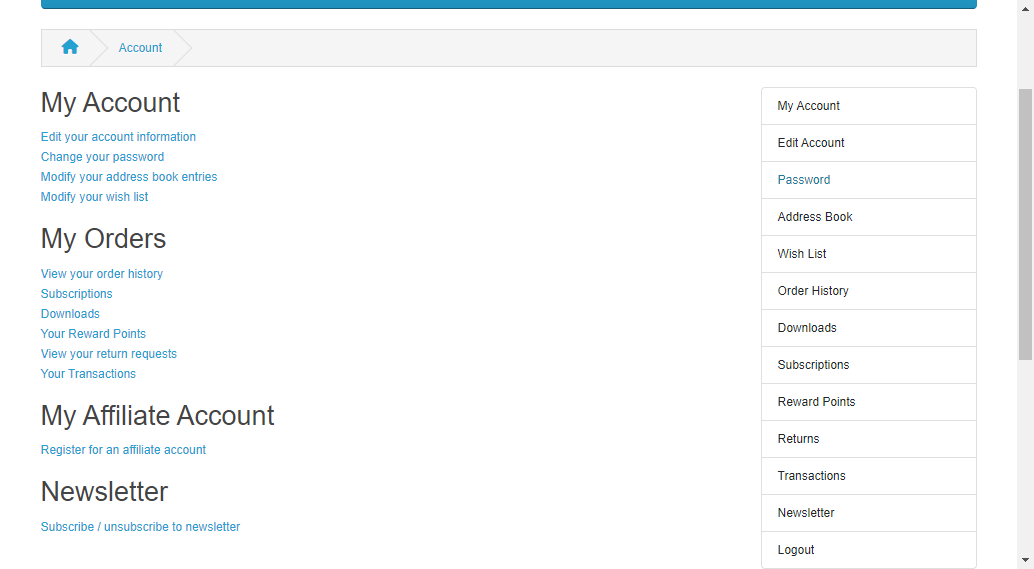 Account
My Account
Edit your account information
Change your password
Modify your address book entries
Modify your wish list
My Orders
View your order history
Subscriptions
Downloads
Your Reward Points
View your return requests
Your Transactions
My Affiliate Account
Register for an affiliate account
Newsletter
Subscribe / unsubscribe to newsletter
My Account
Edit Account
Password
Address Book
Wish List
Order History
Downloads
Subscriptions
Reward Points
Returns
Transactions
Newsletter
Logout